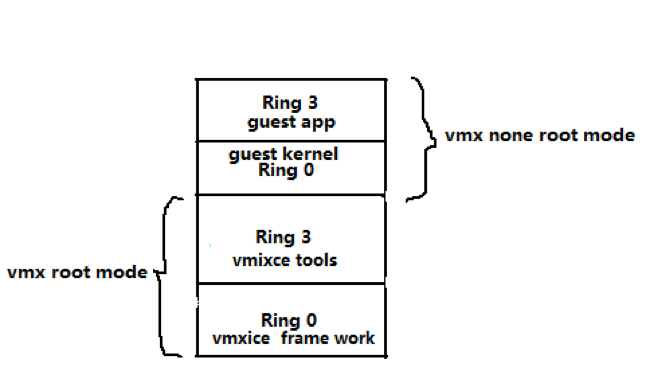 Ring 3
guest app
vmx none root mode
guest kernel
Ring 0
Ring 3
vmixce tools
vmx root mode
Ring 0
vmxice frame work